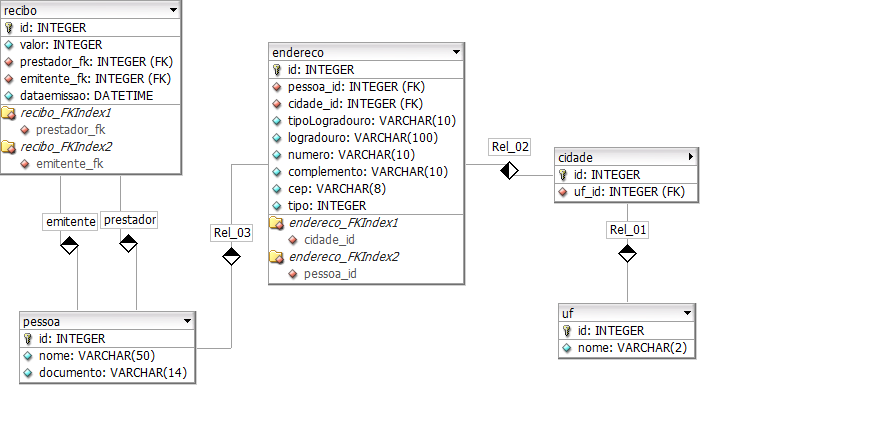 recibo
id: INTEGER
valor: INTEGER
prestador_fk: INTEGER (FK)
emitente_fk: INTEGER (FK)
dataemissao: DATETIME
recibo_FKIndex1
prestador_fk
recibo_FKIndex2
emitente_fk
endereco
id: INTEGER
pessoa_id: INTEGER (FK)
cidade_id: INTEGER (FK)
tipoLogradouro: VARCHAR(10)
logradouro: VARCHAR(100)
numero: VARCHAR(10)
complemento: VARCHAR(10)
cep: VARCHAR(8)
tipo: INTEGER
endereco_FKIndex1
cidade_id
endereco_FKIndex2
pessoa_id
Rel_02
cidade
id: INTEGER
uf_id: INTEGER (FK)
emitente
prestador
Rel_03
Rel_01
pessoa
id: INTEGER
nome: VARCHAR(50)
documento: VARCHAR(14)
uf
id: INTEGER
nome: VARCHAR(2)